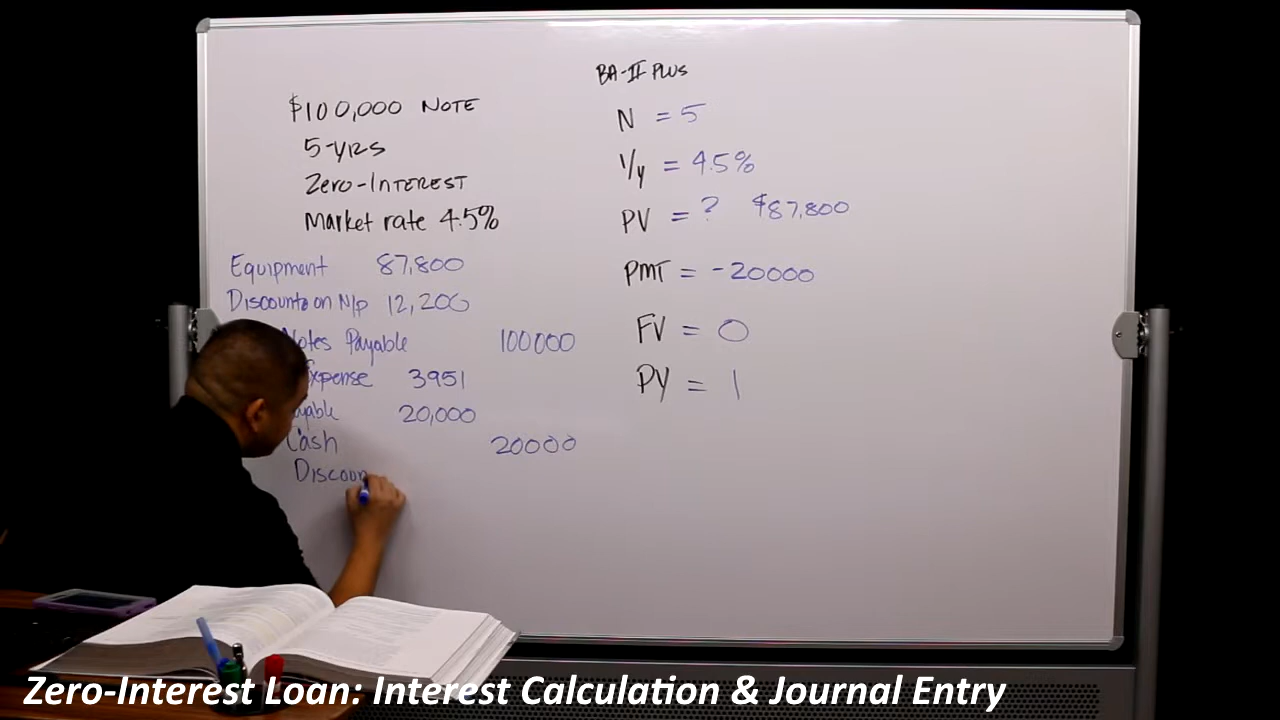 $100,000 NOTE
5-yrs
Zero-INTEREST
Market rate 4.5%
Equipment 87,800
Discount on N/p 12,200
Notes Payable 100000
Expense 3951
20,000
Cash 20000
Discoun
BA-II PLUS
N = 5
I/y = 4.5%
PV = ? $87,800
PMT = -20000
FV = 0
PY = 1
Zero-Interest Loan: Interest Calculation & Journal Entry